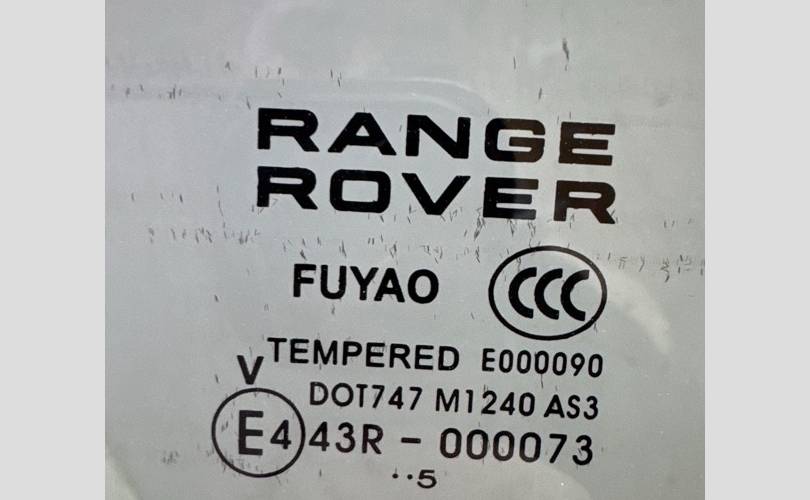 RANGE
ROVER
FUYAO CCC
TEMPERED E000090
V
DOT747 M1240 AS3
E4 43R - 000073
..5